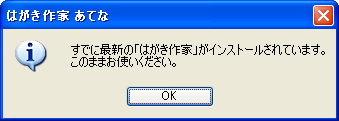 はがき作家 あてな
すでに最新の「はがき作家」がインストールされています。
このままお使いください。
OK